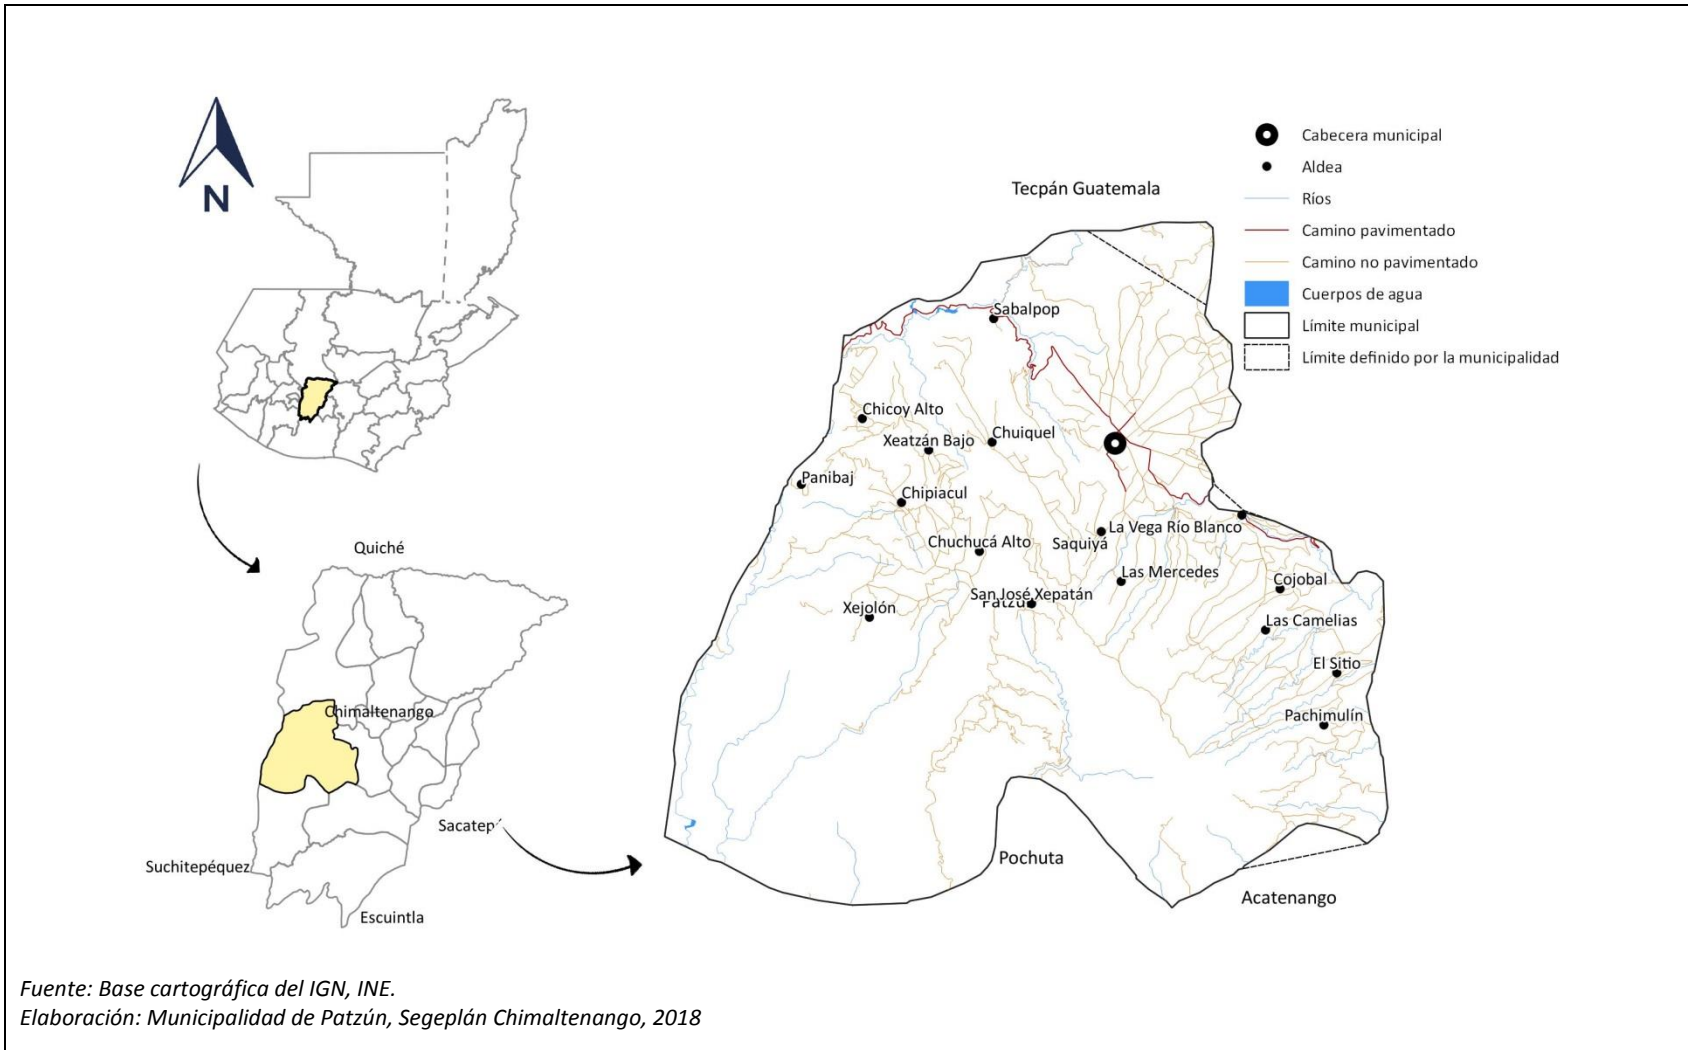 N
Tecpán Guatemala
Cabecera municipal
Aldea
Ríos
Camino pavimentado
Camino no pavimentado
Cuerpos de agua
Límite municipal
Límite definido por la municipalidad
Sabalpop
Chicoy Alto
Chuiquel
Xeatzán Bajo
Panibaj
Chipiacul
La Vega Río Blanco
Chuchucá Alto
Saquiyá
Las Mercedes
Cojobal
San José Xepatán
Patzú
Xejolón
Las Camelias
El Sitio
Pachimulín
Pochuta
Acatenango
Quiché
Chimaltenango
Sacatepé
Suchitepéquez
Escuintla
Fuente: Base cartográfica del IGN, INE.
Elaboración: Municipalidad de Patzún, Segeplán Chimaltenango, 2018